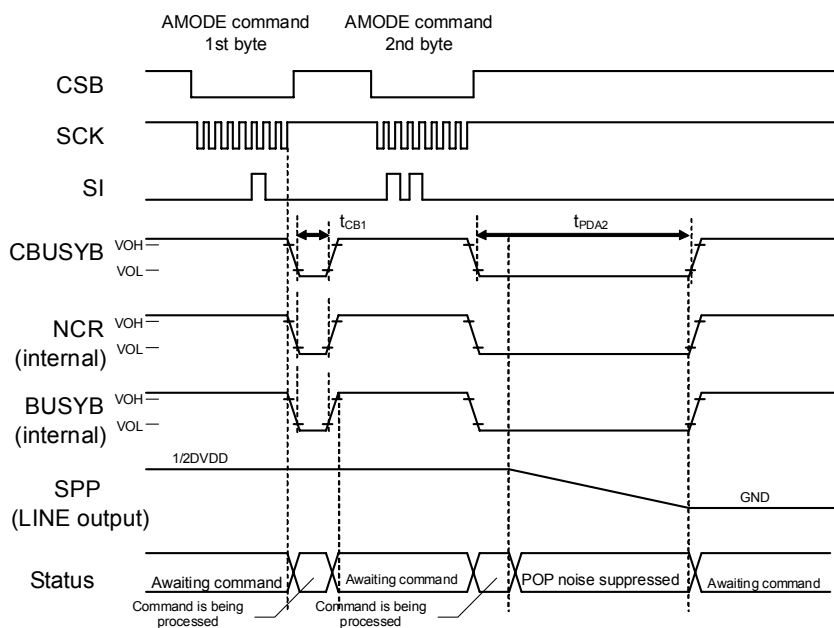 AMODE command
1st byte
AMODE command
2nd byte
CSB
SCK
SI
tCB1
tPDA2
CBUSYB
VOH
VOL
NCR
(internal)
VOH
VOL
BUSYB
(internal)
VOH
VOL
1/2DVDD
SPP
(LINE output)
GND
Status
Awaiting command
Awaiting command
POP noise suppressed
Awaiting command
Command is being
processed
Command is being
processed